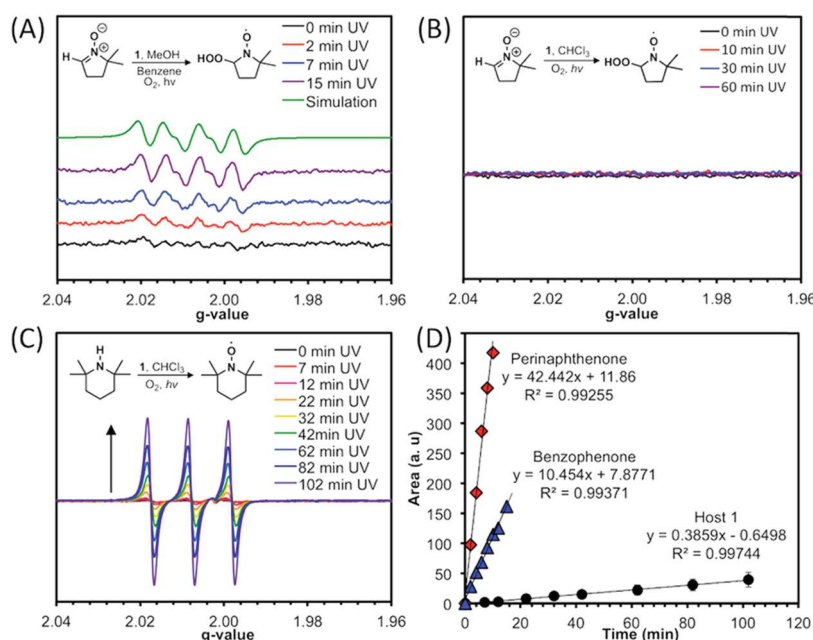 (A)
O⊖
N⊕
H
1, MeOH
Benzene
O2, hv
HOO
O·
N
0 min UV
2 min UV
7 min UV
15 min UV
Simulation
2.04 2.02 2.00 1.98 1.96
g-value
(B)
O⊖
N⊕
H
1, CHCl3
O2, hv
HOO
O·
N
0 min UV
10 min UV
30 min UV
60 min UV
2.04 2.02 2.00 1.98 1.96
g-value
(C)
H
N
1, CHCl3
O2, hv
O·
N
0 min UV
7 min UV
12 min UV
22 min UV
32 min UV
42min UV
62 min UV
82 min UV
102 min UV
2.04 2.02 2.00 1.98 1.96
g-value
(D)
Area (a. u)
400
350
300
250
200
150
100
50
0
Perinaphthenone
y = 42.442x + 11.86
R² = 0.99255
Benzophenone
y = 10.454x + 7.8771
R² = 0.99371
Host 1
y = 0.3859x - 0.6498
R² = 0.99744
0 20 40 60 80 100 120
Time (min)